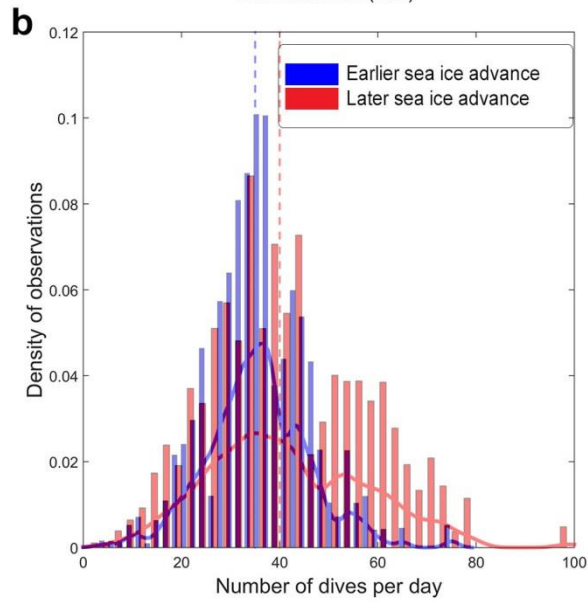 b
0.12
0.1
0.08
0.06
0.04
0.02
0
Density of observations
Earlier sea ice advance
Later sea ice advance
0 20 40 60 80 100
Number of dives per day